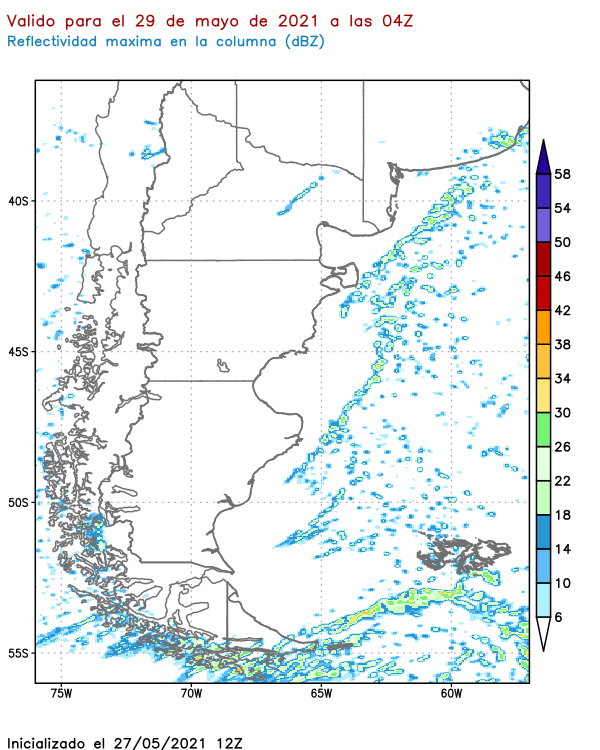 Valido para el 29 de mayo de 2021 a las 04Z
Reflectividad maxima en la columna (dBZ)
40S
45S
50S
55S
75W
70W
65W
60W
58
54
50
46
42
38
34
30
26
22
18
14
10
6
Inicializado el 27/05/2021 12Z